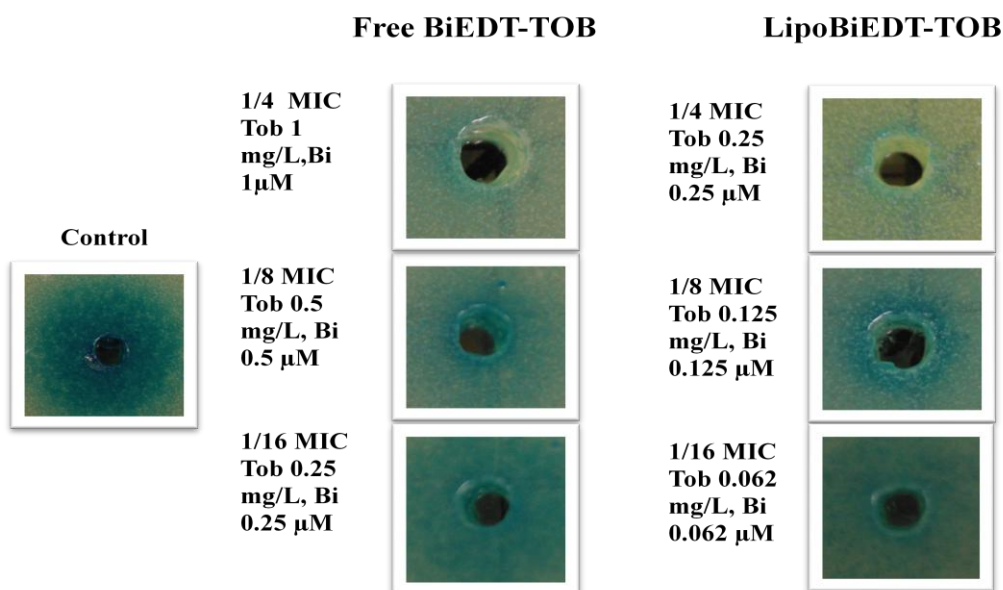 Free BiEDT-TOB
LipoBiEDT-TOB
Control
1/4 MIC
Tob 1
mg/L,Bi
1µM
1/8 MIC
Tob 0.5
mg/L, Bi
0.5 µM
1/16 MIC
Tob 0.25
mg/L, Bi
0.25 µM
1/4 MIC
Tob 0.25
mg/L, Bi
0.25 µM
1/8 MIC
Tob 0.125
mg/L, Bi
0.125 µM
1/16 MIC
Tob 0.062
mg/L, Bi
0.062 µM